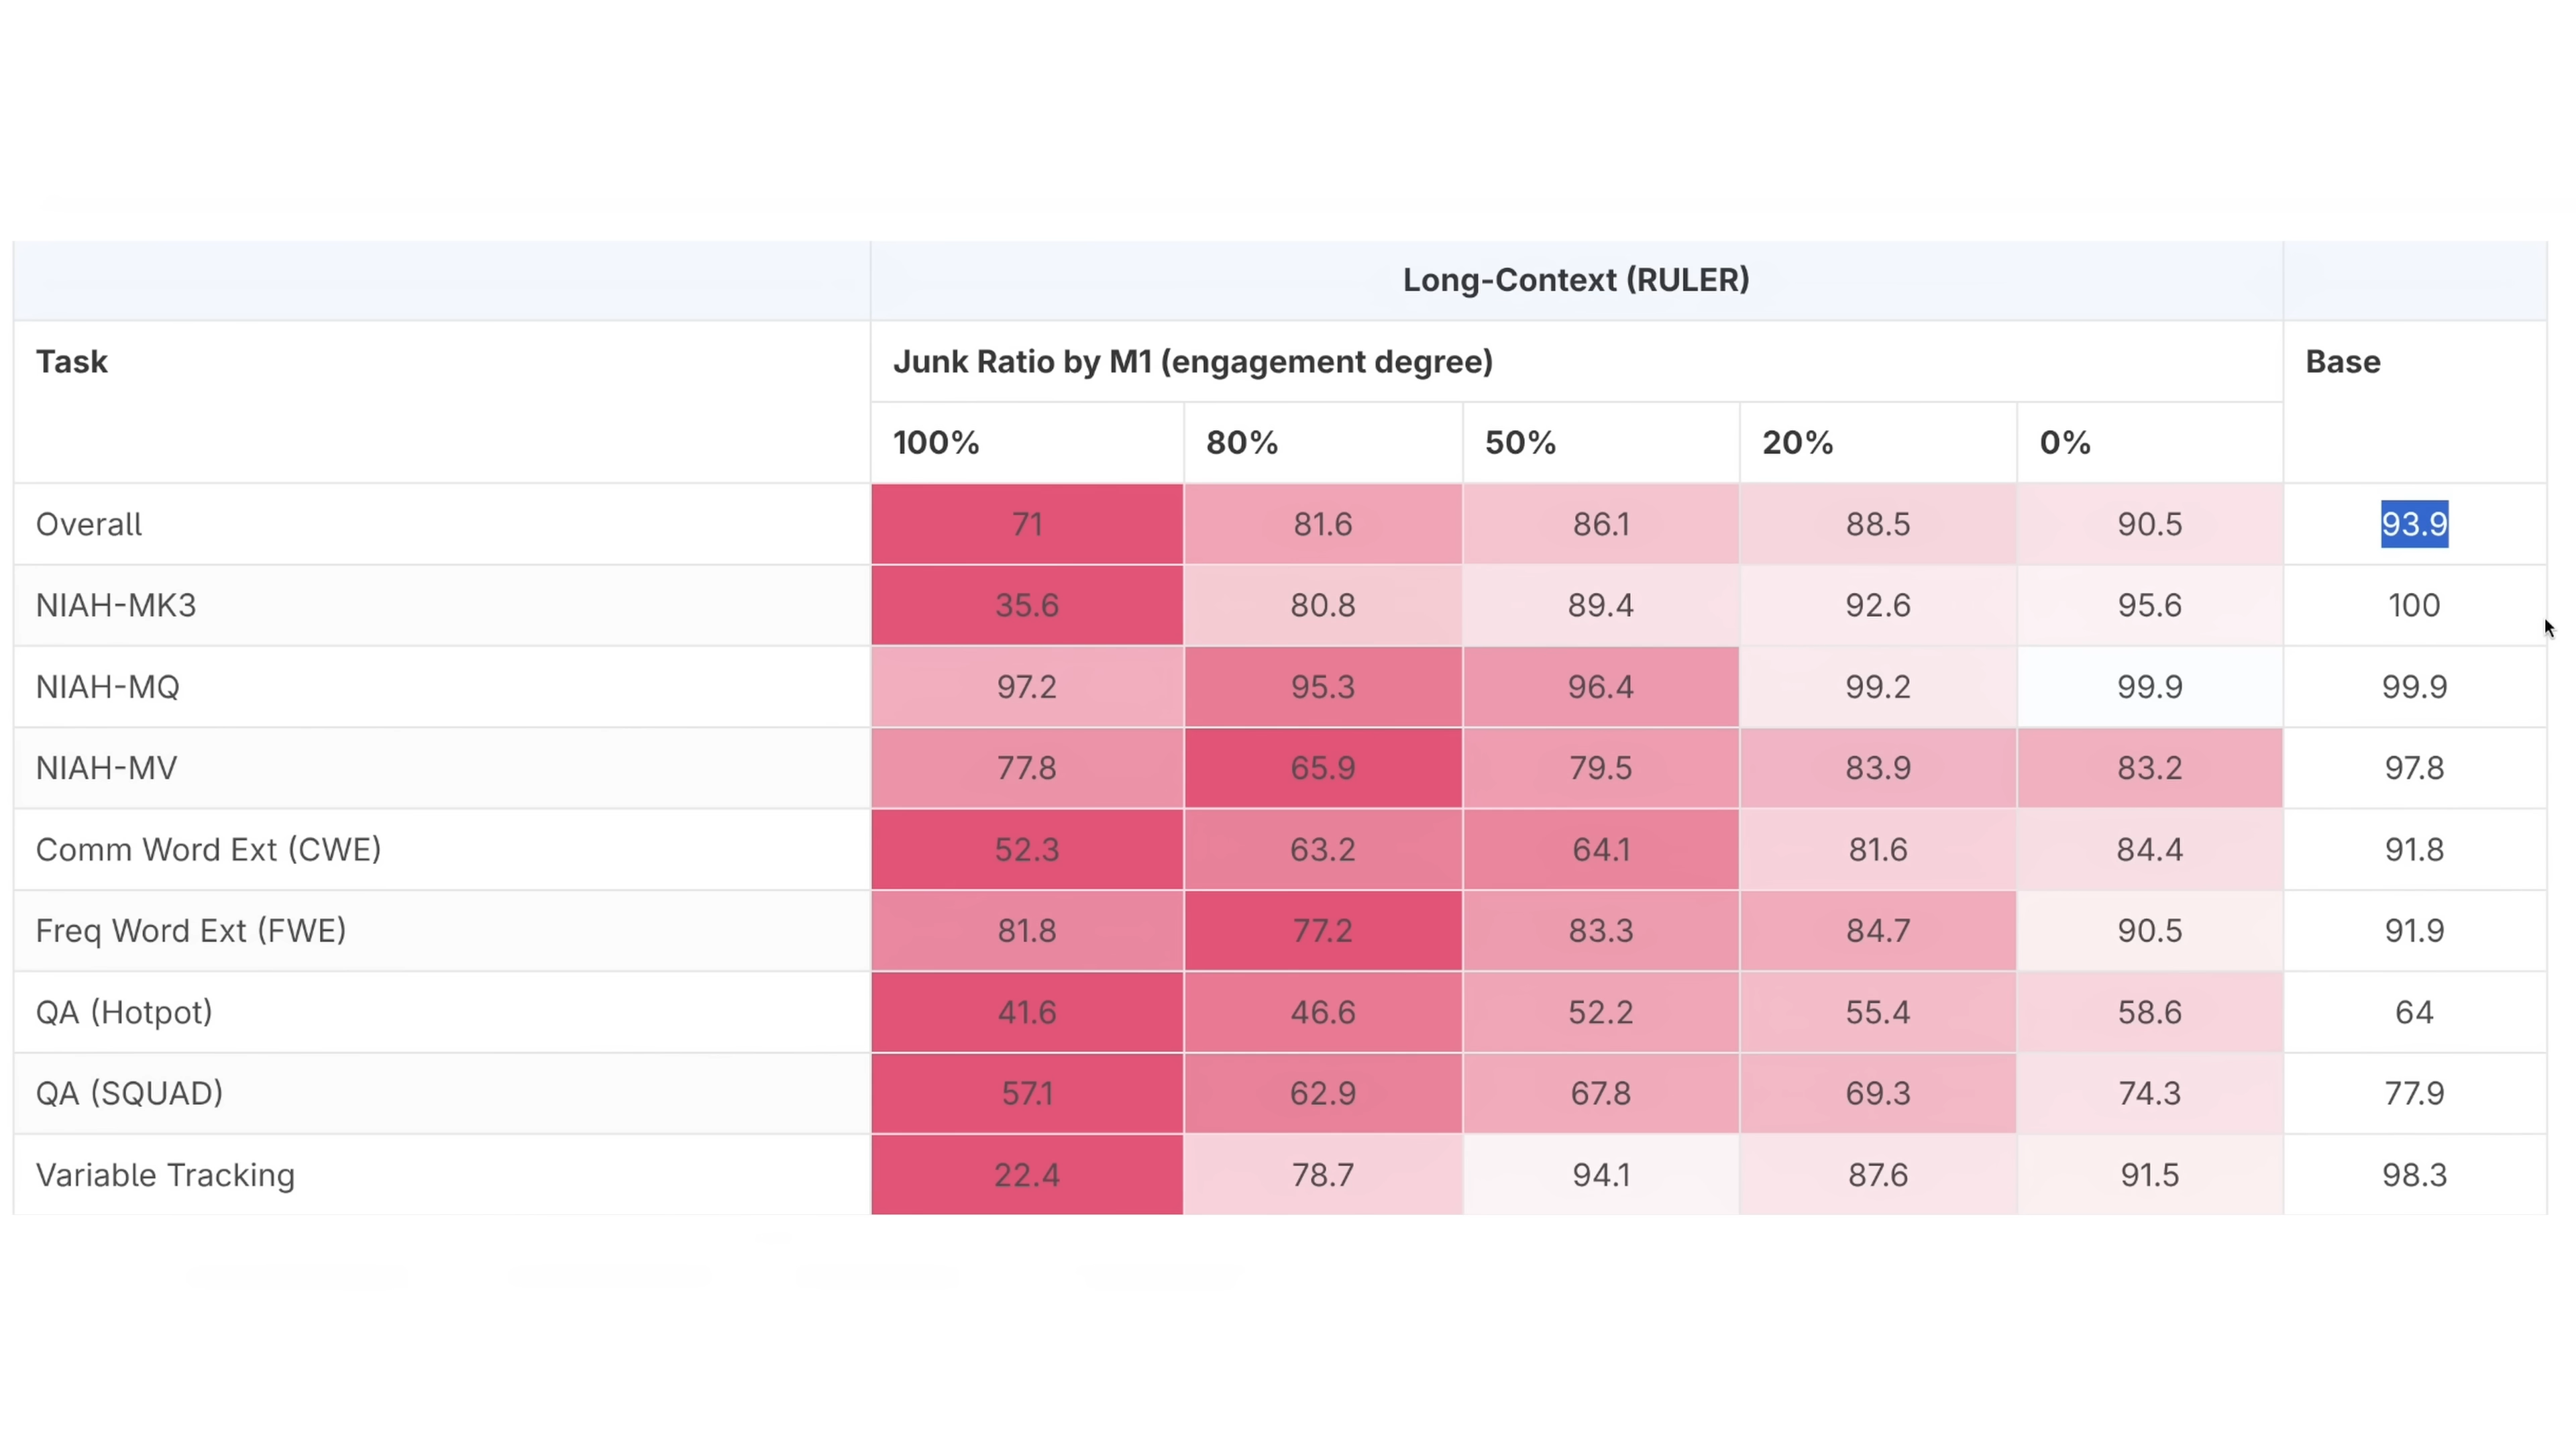 Long-Context (RULER)
Task Junk Ratio by M1 (engagement degree) Base
100% 80% 50% 20% 0%
Overall 71 81.6 86.1 88.5 90.5 93.9
NIAH-MK3 35.6 80.8 89.4 92.6 95.6 100
NIAH-MQ 97.2 95.3 96.4 99.2 99.9 99.9
NIAH-MV 77.8 65.9 79.5 83.9 83.2 97.8
Comm Word Ext (CWE) 52.3 63.2 64.1 81.6 84.4 91.8
Freq Word Ext (FWE) 81.8 77.2 83.3 84.7 90.5 91.9
QA (Hotpot) 41.6 46.6 52.2 55.4 58.6 64
QA (SQUAD) 57.1 62.9 67.8 69.3 74.3 77.9
Variable Tracking 22.4 78.7 94.1 87.6 91.5 98.3